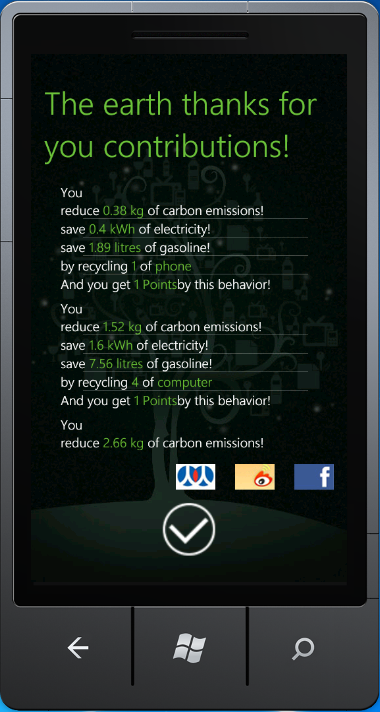 The earth thanks for
you contributions!
You
reduce 0.38 kg of carbon emissions!
save 0.4 kWh of electricity!
save 1.89 litres of gasoline!
by recycling 1 of phone
And you get 1 Pointsby this behavior!
You
reduce 1.52 kg of carbon emissions!
save 1.6 kWh of electricity!
save 7.56 litres of gasoline!
by recycling 4 of computer
And you get 1 Pointsby this behavior!
You
reduce 2.66 kg of carbon emissions!
f